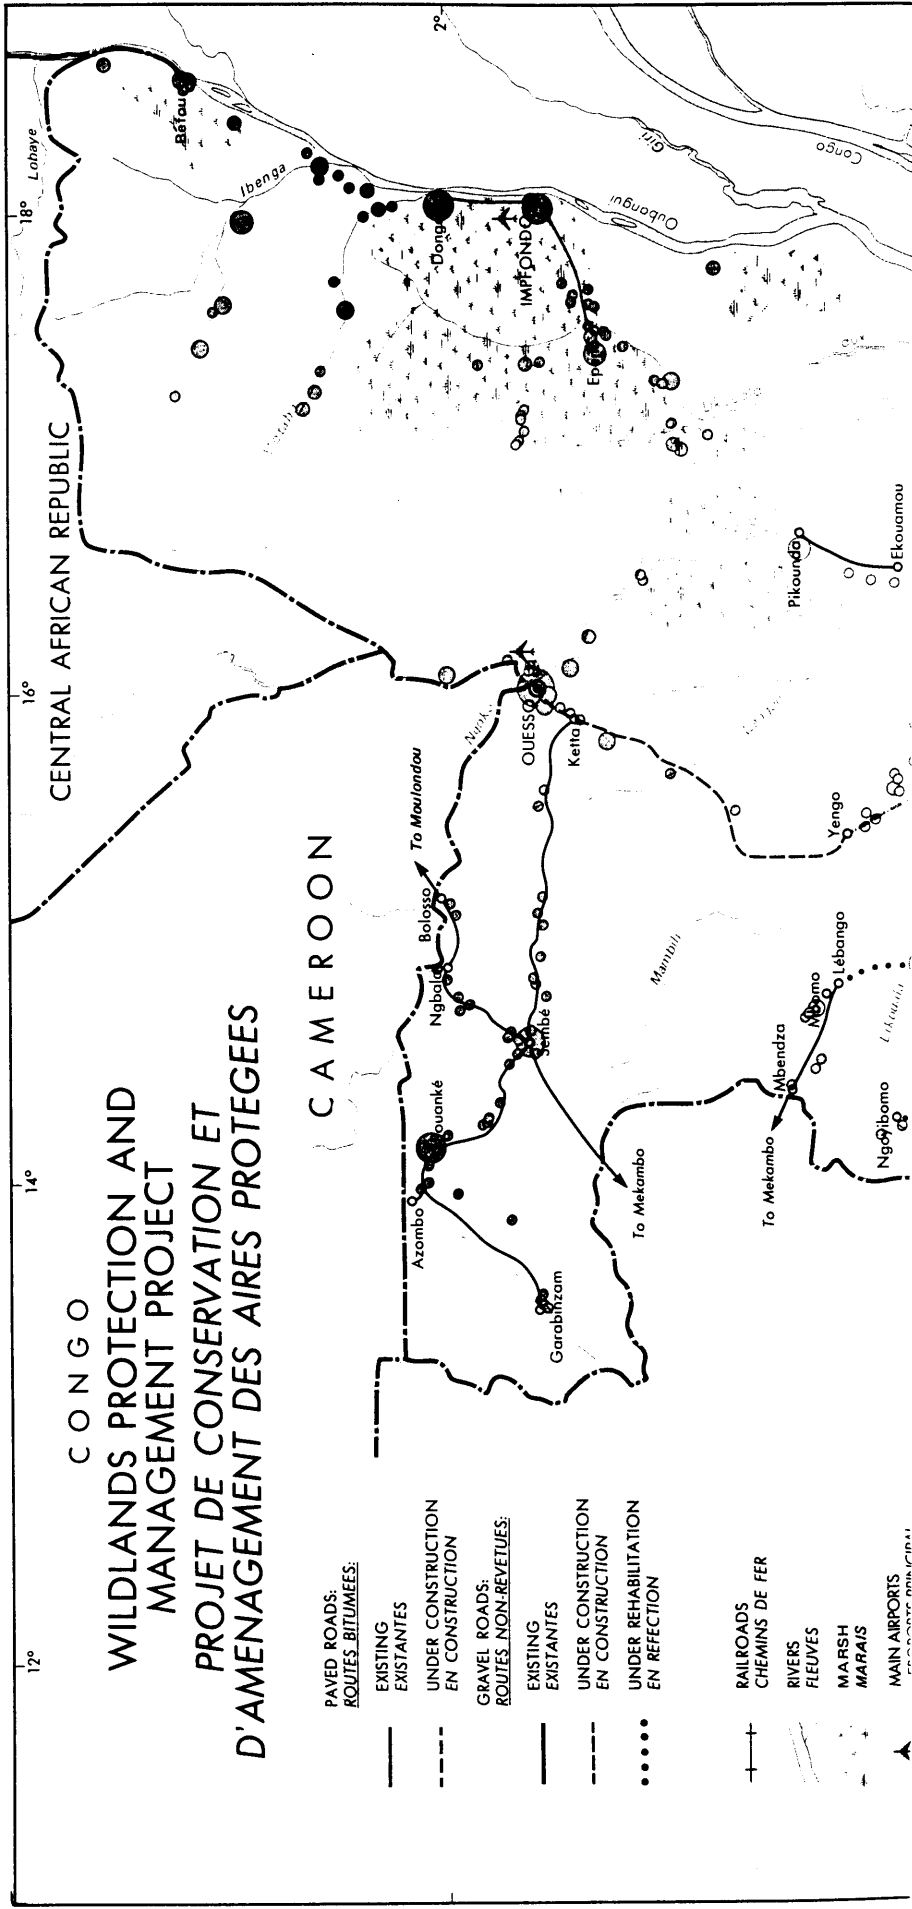 CONGO
WILDLANDS PROTECTION AND
MANAGEMENT PROJECT
PROJET DE CONSERVATION ET
D'AMENAGEMENT DES AIRES PROTEGEES
PAVED ROADS:
ROUTES BITUMEES:
EXISTING
EXISTANTES
UNDER CONSTRUCTION
EN CONSTRUCTION
GRAVEL ROADS:
ROUTES NON-REVETUES:
EXISTING
EXISTANTES
UNDER CONSTRUCTION
EN CONSTRUCTION
UNDER REHABILITATION
EN REFECTION
RAILROADS
CHEMINS DE FER
RIVERS
FLEUVES
MARSH
MARAIS
MAIN AIRPORTS
12°
14°
16°
18°
2°
CENTRAL AFRICAN REPUBLIC
CAMEROON
To Moulondou
Bolosso
Ngbala
Sembé
Azombo
Garabinzam
To Mekambo
To Mekambo
Mbendza
Lébango
Yengo
Mambili
OUESSO
Ketta
Pikounda
Ekouamou
IMPFONDO
Ibenga
Lobaye
Giri
Congo
Oubangui